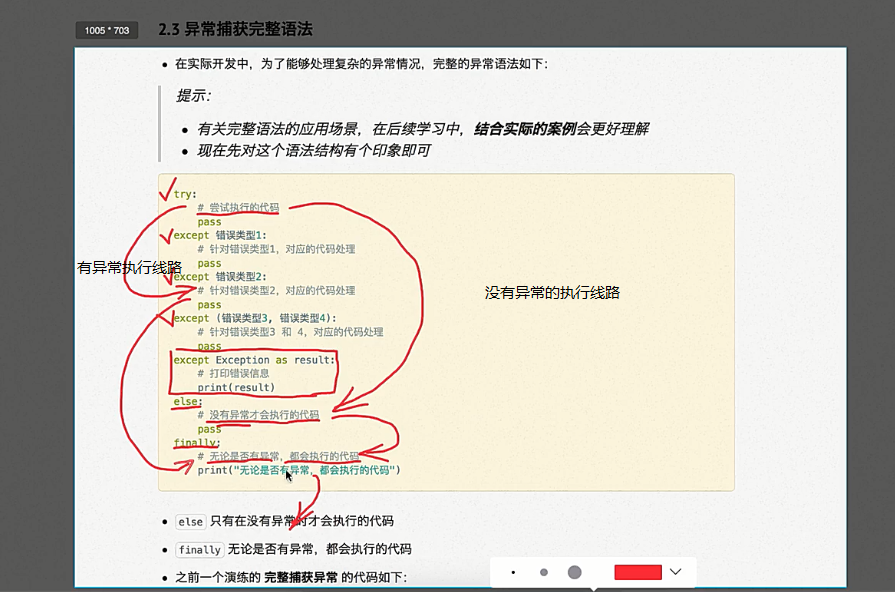 1005 * 703
2.3 异常捕获完整语法
• 在实际开发中，为了能够处理复杂的异常情况，完整的异常语法如下：
提示：
• 有关完整语法的应用场景，在后续学习中，结合实际的案例会更好理解
• 现在先对这个语法结构有个印象即可
try:
# 尝试执行的代码
pass
except 错误类型1:
# 针对错误类型1，对应的代码处理
pass
有异常执行线路
except 错误类型2:
# 针对错误类型2，对应的代码处理
没有异常的执行线路
pass
except (错误类型3, 错误类型4):
# 针对错误类型3 和 4，对应的代码处理
pass
except Exception as result:
# 打印错误信息
print(result)
else:
# 没有异常才会执行的代码
pass
finally:
# 无论是否有异常，都会执行的代码
print("无论是否有异常，都会执行的代码")
• else 只有在没有异常时才会执行的代码
• finally 无论是否有异常，都会执行的代码
• 之前一个演练的 完整捕获异常 的代码如下：